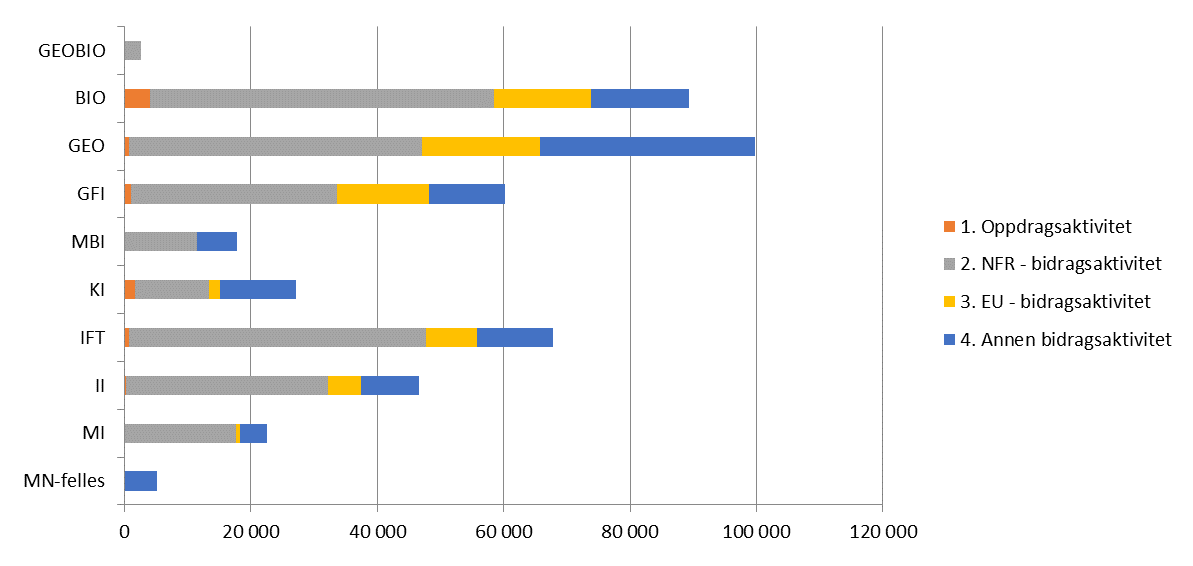 GEOBIO
BIO
GEO
GFI
MBI
KI
IFT
II
MI
MN-felles
0
20 000
40 000
60 000
80 000
100 000
120 000
1. Oppdragsaktivitet
2. NFR - bidragsaktivitet
3. EU - bidragsaktivitet
4. Annen bidragsaktivitet